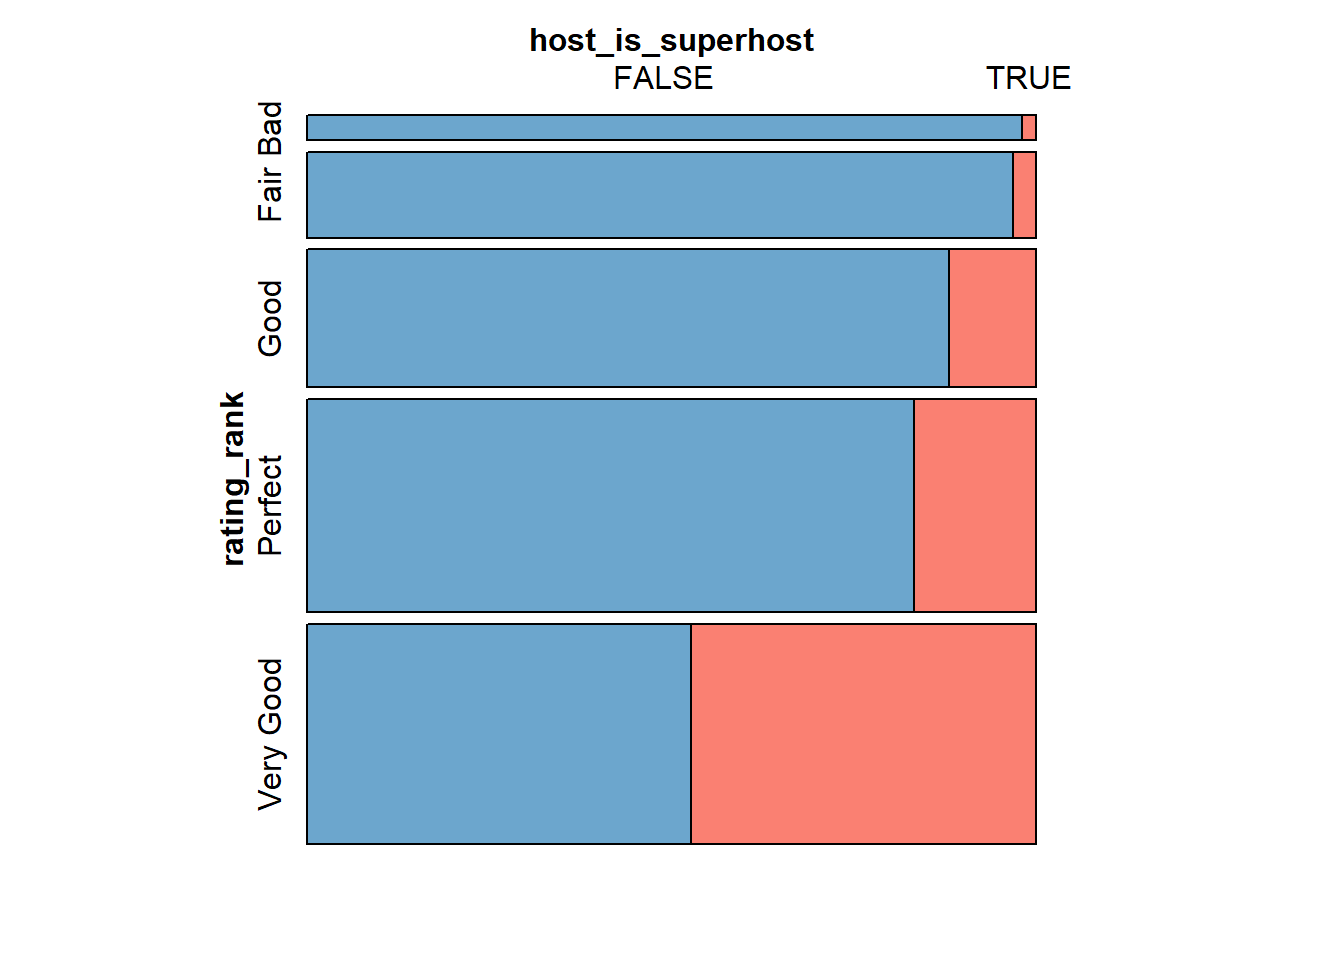 host_is_superhost
FALSE TRUE
Bad
Fair
Good
Perfect
Very Good
rating_rank